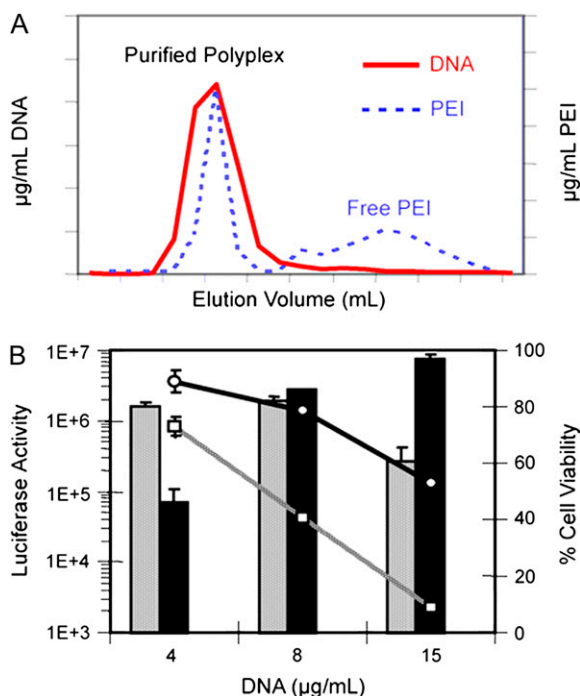 A
Purified Polyplex
DNA
PEI
Free PEI
µg/mL DNA
µg/mL PEI
Elution Volume (mL)
B
1E+7
1E+6
1E+5
1E+4
1E+3
Luciferase Activity
100
80
60
40
20
0
% Cell Viability
4 8 15
DNA (µg/mL)